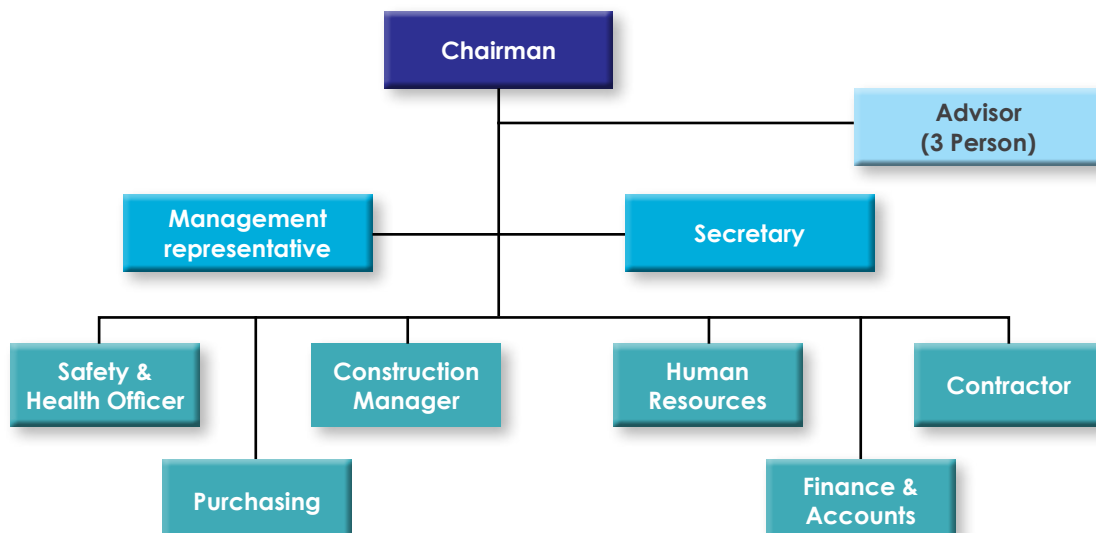 Chairman
Advisor
(3 Person)
Management
representative
Secretary
Safety &
Health Officer
Construction
Manager
Human
Resources
Contractor
Purchasing
Finance &
Accounts